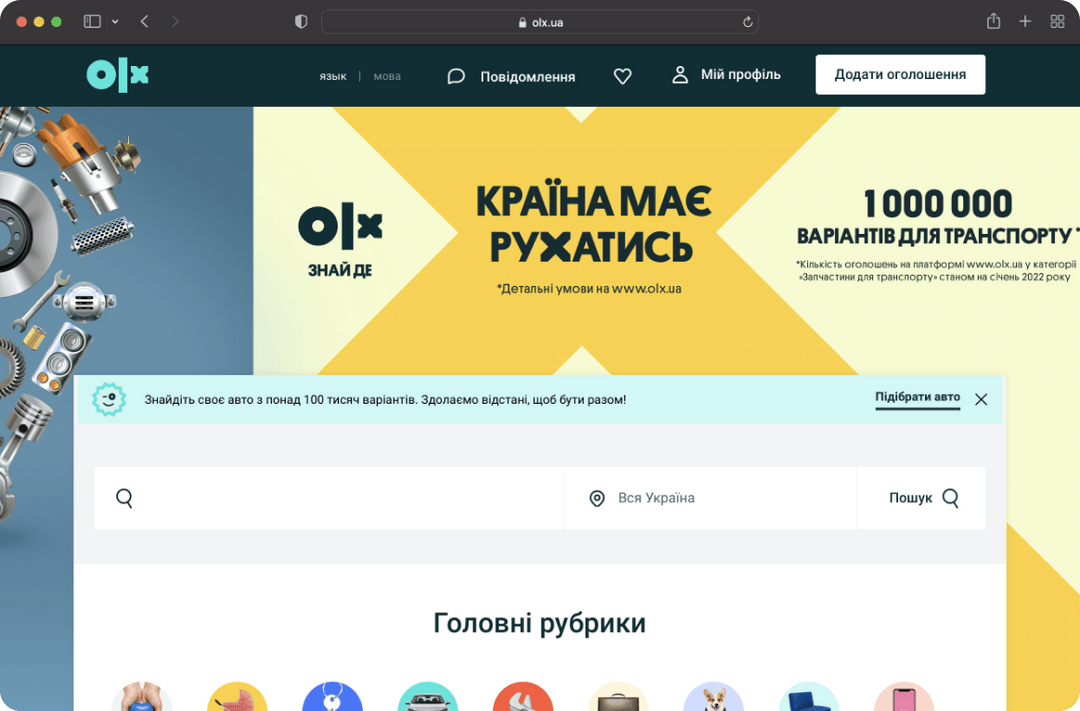 olx.ua
olx
язык | мова
Повідомлення
Мій профіль
Додати оголошення
olx
ЗНАЙ ДЕ
КРАЇНА МАЄ
РУХАТИСЬ
*Детальні умови на www.olx.ua
1 000 000
ВАРІАНТІВ ДЛЯ ТРАНСПОРТУ *
*Кількість оголошень на платформі www.olx.ua у категорії
«Запчастини для транспорту» станом на січень 2022 року
Знайдіть своє авто з понад 100 тисяч варіантів. Здолаємо відстані, щоб бути разом!
Підібрати авто
Вся Україна
Пошук
Головні рубрики